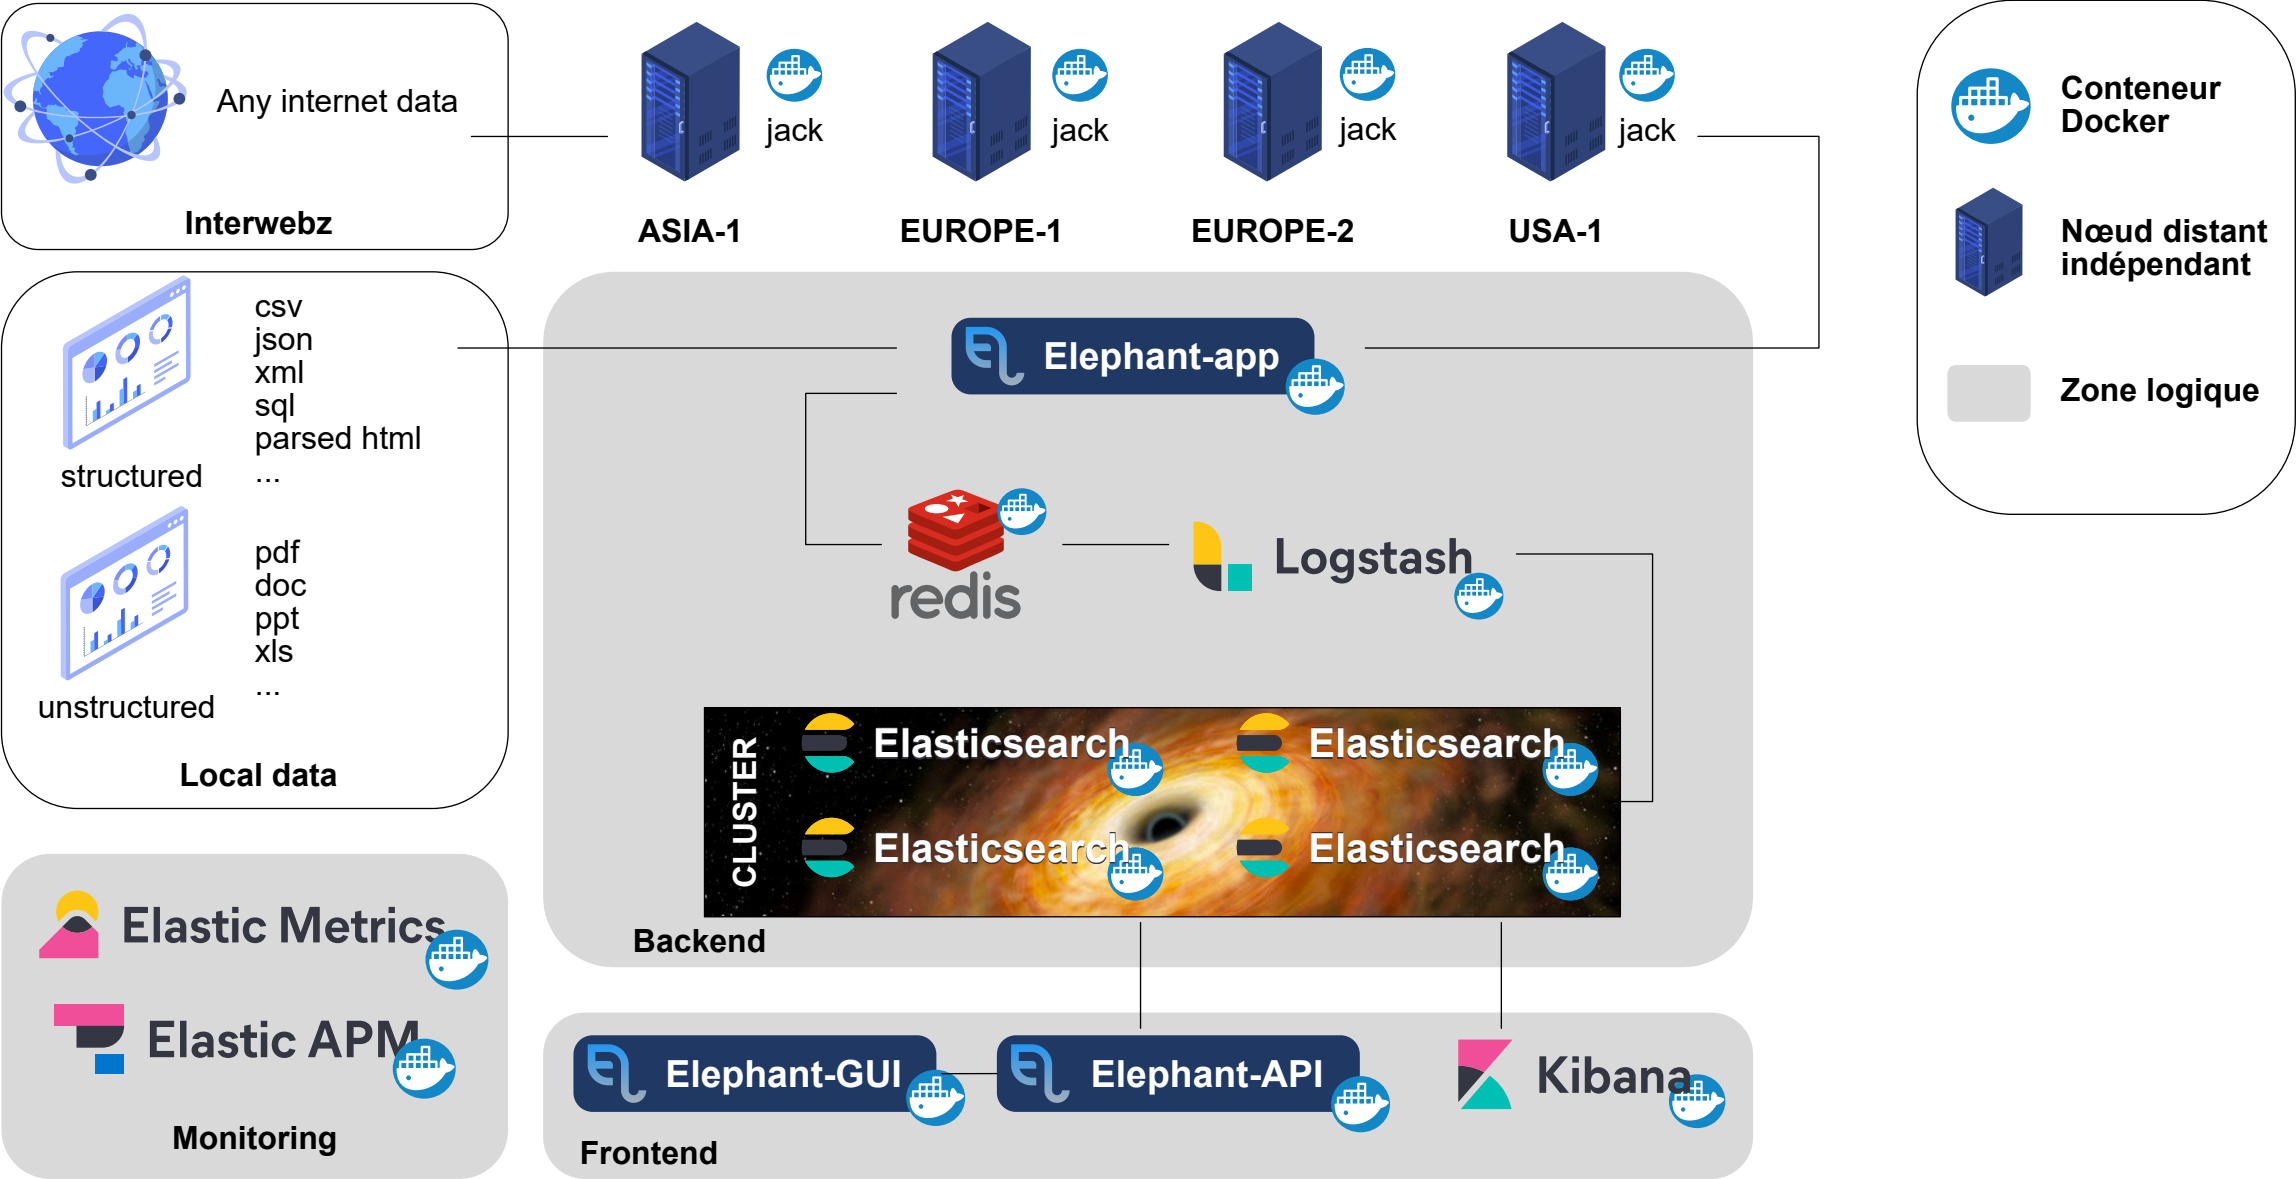 Any internet data
Interwebz
jack
jack
jack
jack
ASIA-1
EUROPE-1
EUROPE-2
USA-1
Conteneur
Docker
Nœud distant
indépendant
Zone logique
csv
json
xml
sql
parsed html
...
structured
pdf
doc
ppt
xls
...
unstructured
Local data
Elephant-app
redis
Logstash
CLUSTER
Elasticsearch
Elasticsearch
Elasticsearch
Elasticsearch
Backend
Elastic Metrics
Elastic APM
Monitoring
Elephant-GUI
Elephant-API
Kibana
Frontend